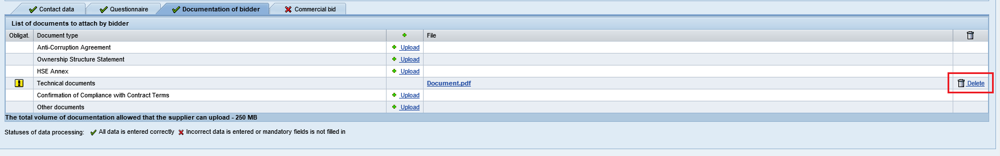 Contact data Questionnaire Documentation of bidder Commercial bid
List of documents to attach by bidder
Obligat. Document type File
Anti-Corruption Agreement Upload
Ownership Structure Statement Upload
HSE Annex Upload
Technical documents Document.pdf Delete
Confirmation of Compliance with Contract Terms Upload
Other documents Upload
The total volume of documentation allowed that the supplier can upload - 250 MB
Statuses of data processing: All data is entered correctly Incorrect data is entered or mandatory fields is not filled in